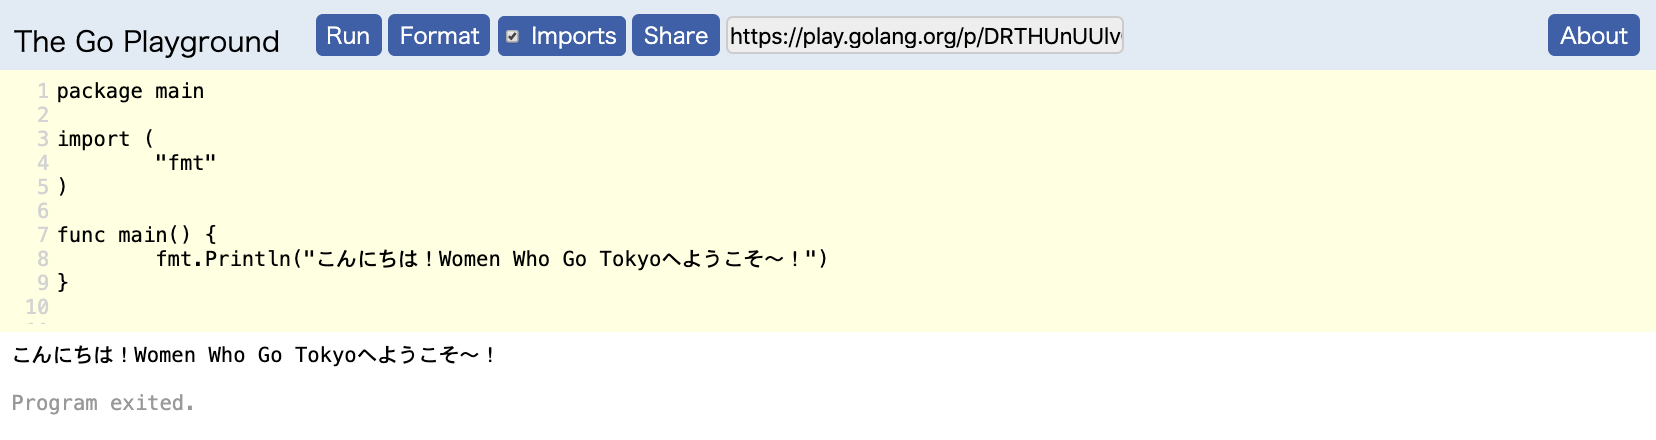 The Go Playground Run Format Imports Share https://play.golang.org/p/DRTHUnUUlv About
1 package main
2
3 import (
4 "fmt"
5 )
6
7 func main() {
8 fmt.Println("こんにちは！Women Who Go Tokyoへようこそ〜！")
9 }
10
こんにちは！Women Who Go Tokyoへようこそ〜！
Program exited.